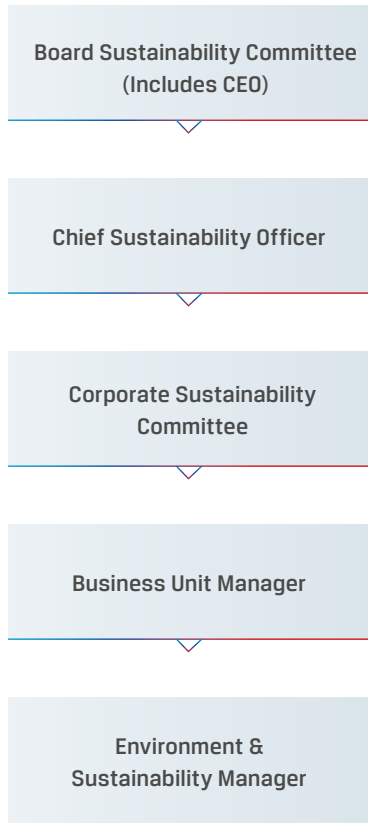 Board Sustainability Committee
(Includes CEO)
Chief Sustainability Officer
Corporate Sustainability
Committee
Business Unit Manager
Environment &
Sustainability Manager